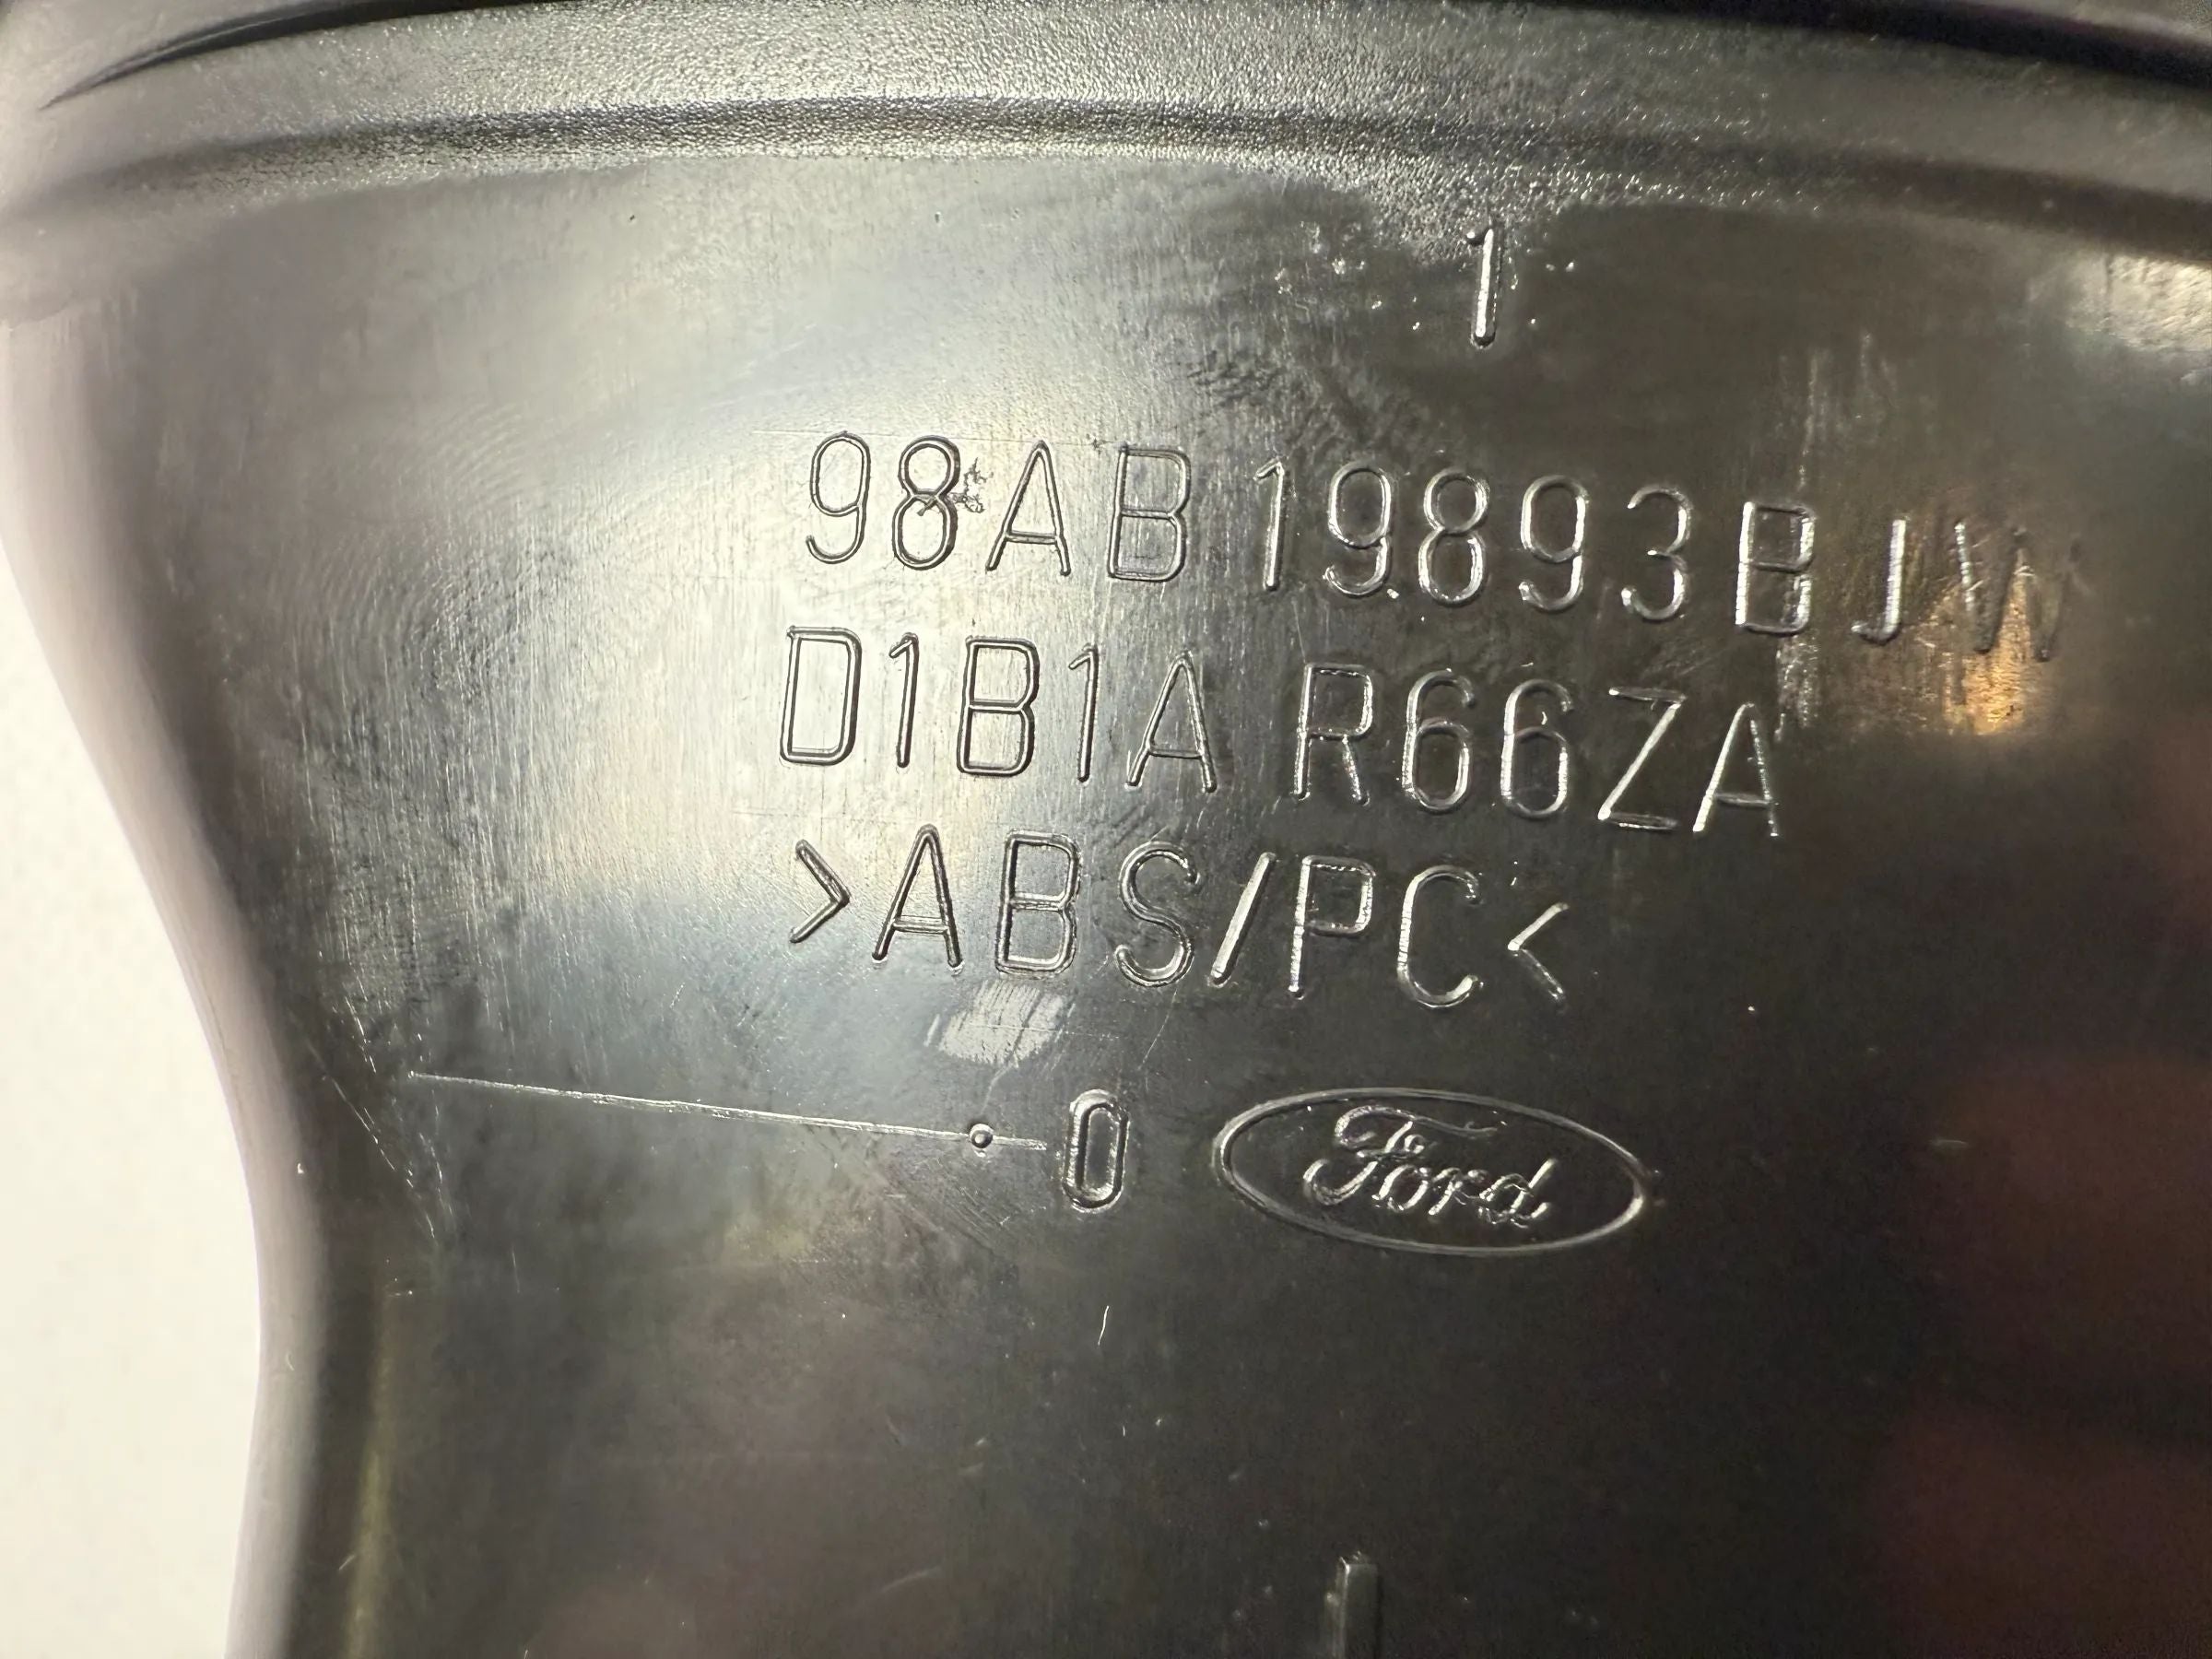 1
98AB 19893BJW
D1B1A R66ZA
>ABS/PC<
0 Ford